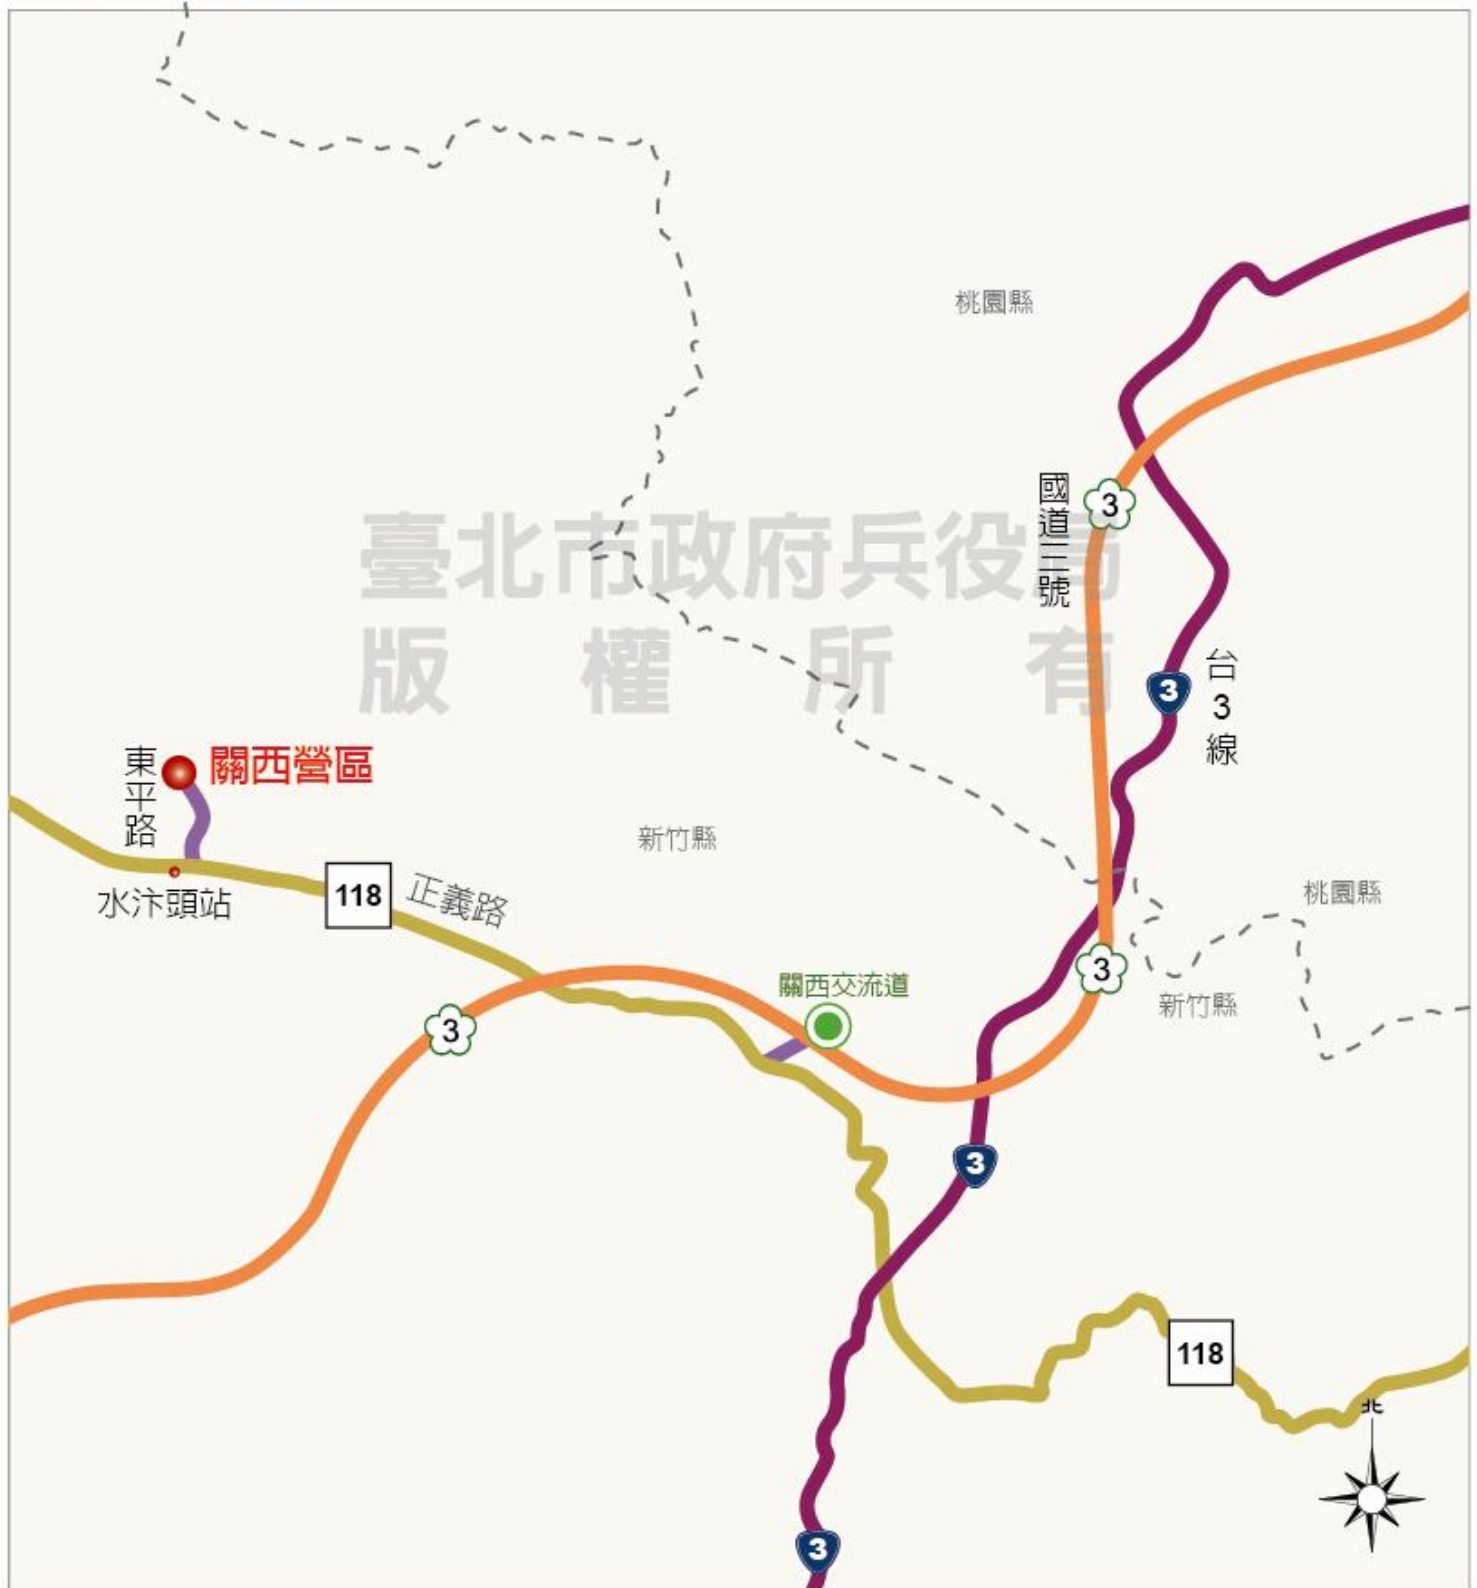 桃園縣
國道三號
3
臺北市政府兵役局
版權所有
台3線
3
東平路
關西營區
新竹縣
水汴頭站
118
正義路
桃園縣
3
關西交流道
新竹縣
3
3
118
北
3